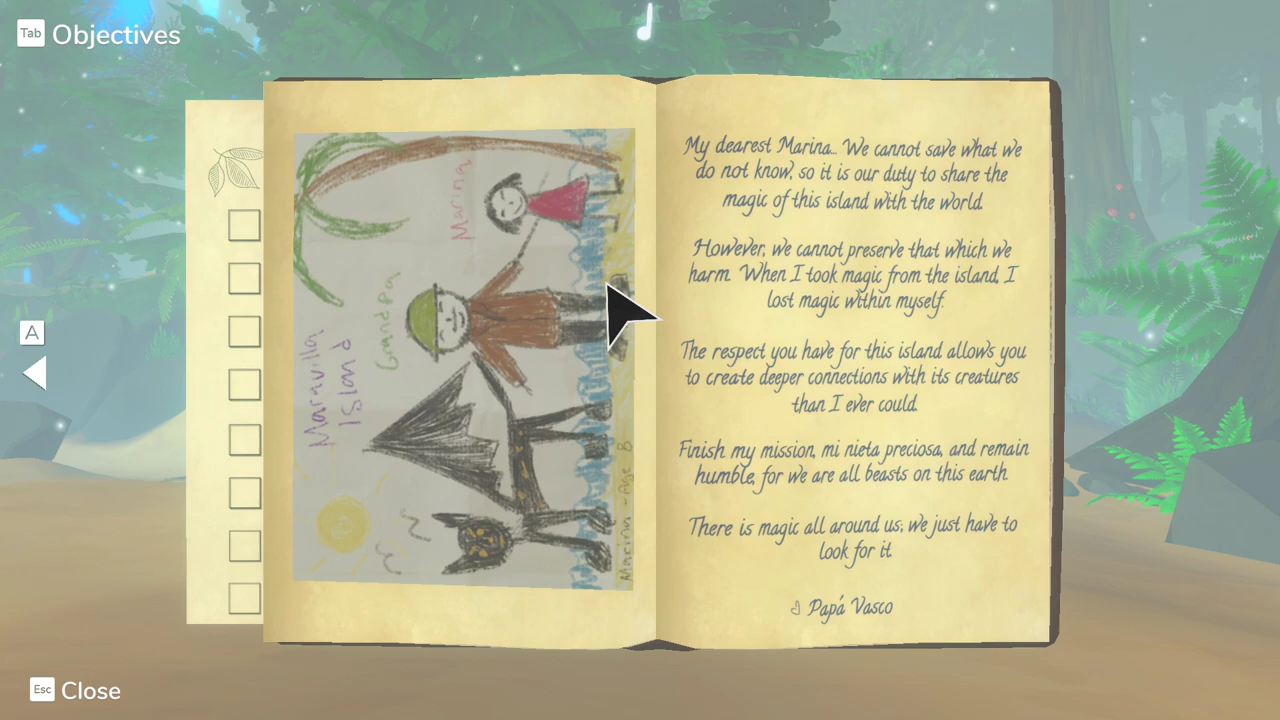 Tab Objectives
Maravilla
Island
Grandpa
Marina
Marina - Age 8
My dearest Marina... We cannot save what we
do not know, so it is our duty to share the
magic of this island with the world.
However, we cannot preserve that which we
harm. When I took magic from the island, I
lost magic within myself.
The respect you have for this island allows you
to create deeper connections with its creatures
than I ever could.
Finish my mission, mi nieta preciosa, and remain
humble, for we are all beasts on this earth.
There is magic all around us; we just have to
look for it.
♡ Papá Vasco
A
Esc Close